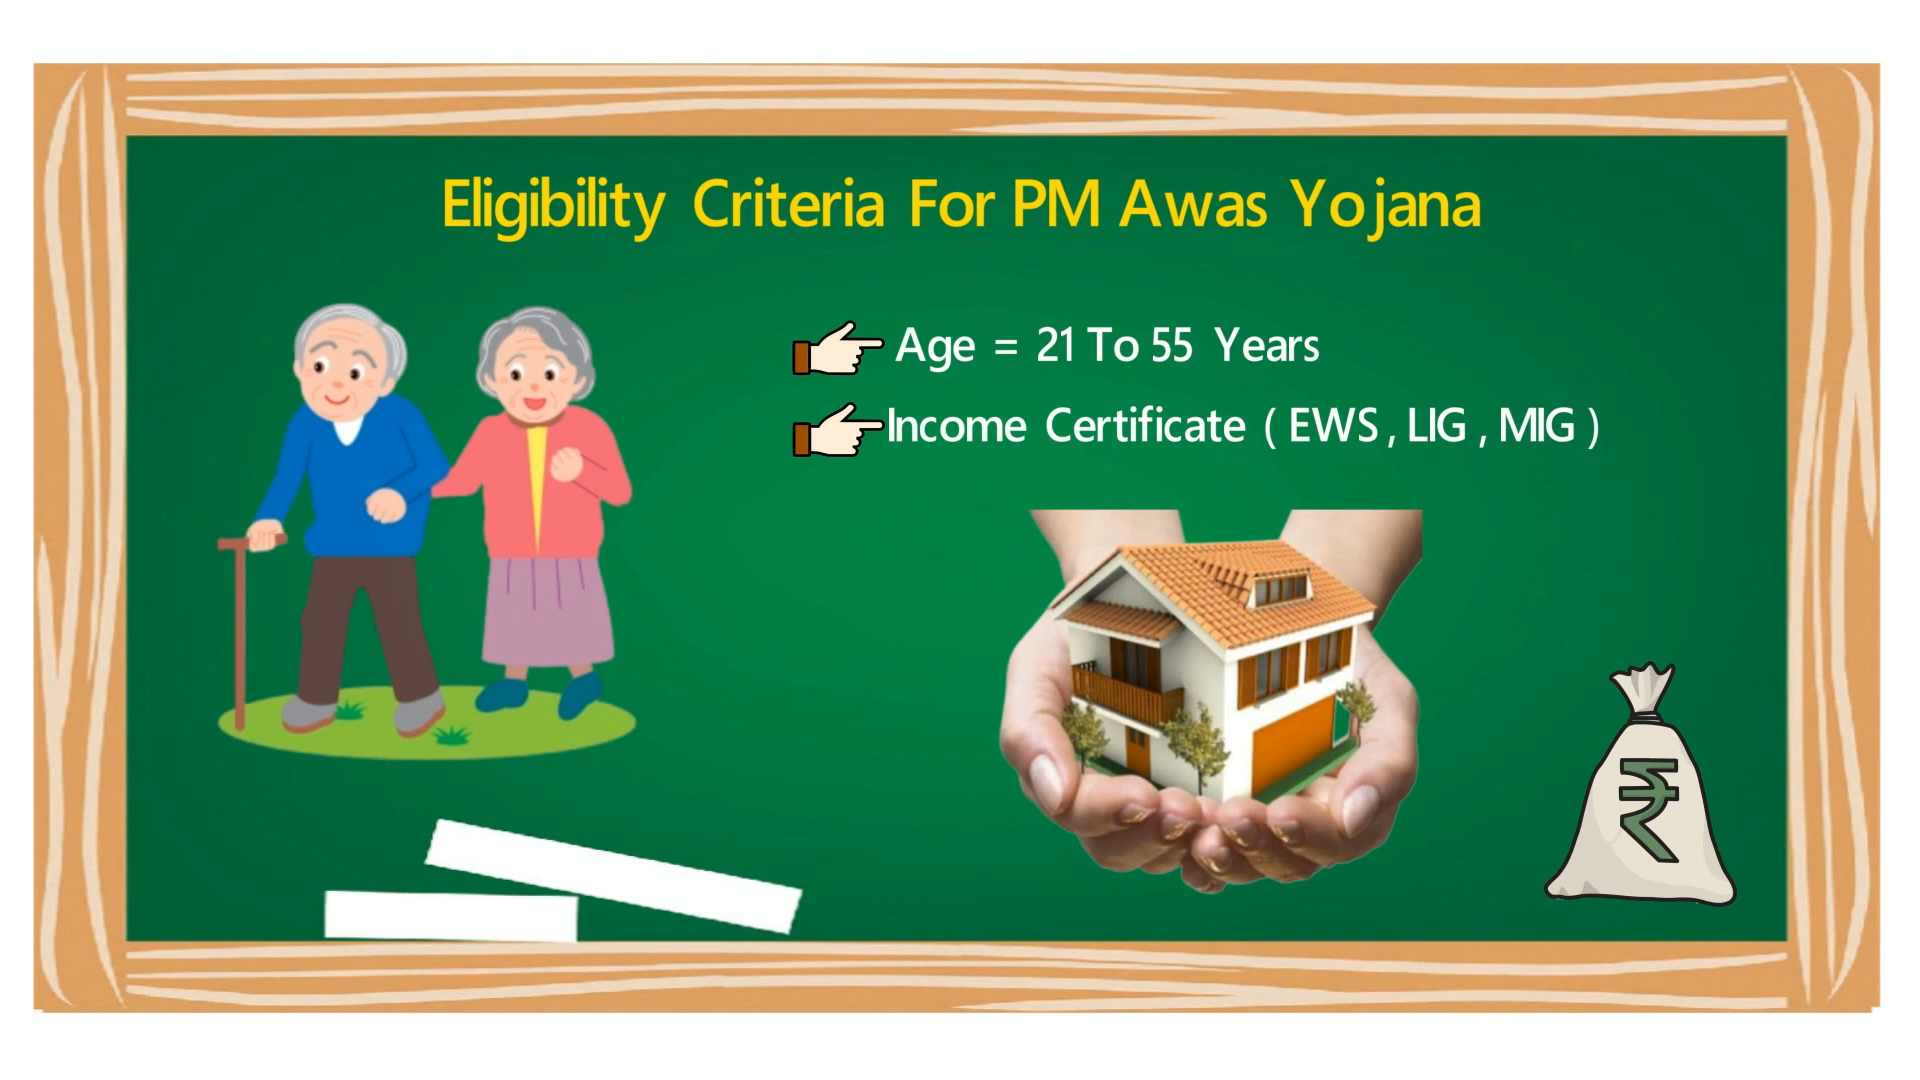 Eligibility Criteria For PM Awas Yojana
Age = 21 To 55 Years
Income Certificate ( EWS , LIG , MIG )
₹